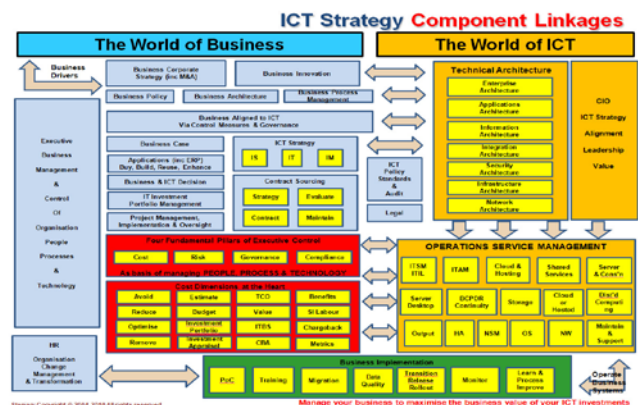 ICT Strategy Component Linkages
The World of Business
The World of ICT
Business
Drivers
Business Corporate
Strategy (inc M&A)
Business Innovation
Business Policy
Business Architecture
Business Process
Management
Business Aligned to ICT
Via Control Measures & Governance
Executive
Business
Management
&
Control
Of
Organisation
People
Processes
&
Technology
Business Case
Applications (inc ERP)
Buy, Build, Reuse, Enhance
Business & ICT Decision
IT Investment
Portfolio Management
Project Management,
Implementation & Oversight
ICT Strategy
IS
IT
IM
Contract Sourcing
Strategy
Evaluate
Contract
Maintain
ICT
Policy
Standards
&
Audit
Legal
Technical Architecture
Enterprise
Architecture
Applications
Architecture
Information
Architecture
Integration
Architecture
Security
Architecture
Infrastructure
Architecture
Network
Architecture
CIO
ICT Strategy
Alignment
Leadership
Value
Four Fundamental Pillars of Executive Control
Cost
Risk
Governance
Compliance
As basis of managing PEOPLE, PROCESS & TECHNOLOGY
Cost Dimensions at the Heart
Avoid
Estimate
TCO
Benefits
Reduce
Budget
Value
SI Labour
Optimise
Investment
Portfolio
Chargeback
Remove
Investment
Appraisal
CBA
Metrics
OPERATIONS SERVICE MANAGEMENT
ITSM
ITIL
ITAM
Cloud &
Hosting
Shared
Services
Server
& Cons'n
Server
Desktop
BCPDR
Continuity
Storage
Cloud
or
Hosted
Dist'd
Computi
ng
Output
HA
NSM
OS
NW
Maintain
&
Support
HR
Organisation
Change
Management
& Transformation
Business Implementation
PoC
Training
Migration
Data
Quality
Transition
Release
Rollout
Monitor
Learn &
Process
Improve
Operate
Business
Systems
Manage your business to maximise the business value of your ICT investments